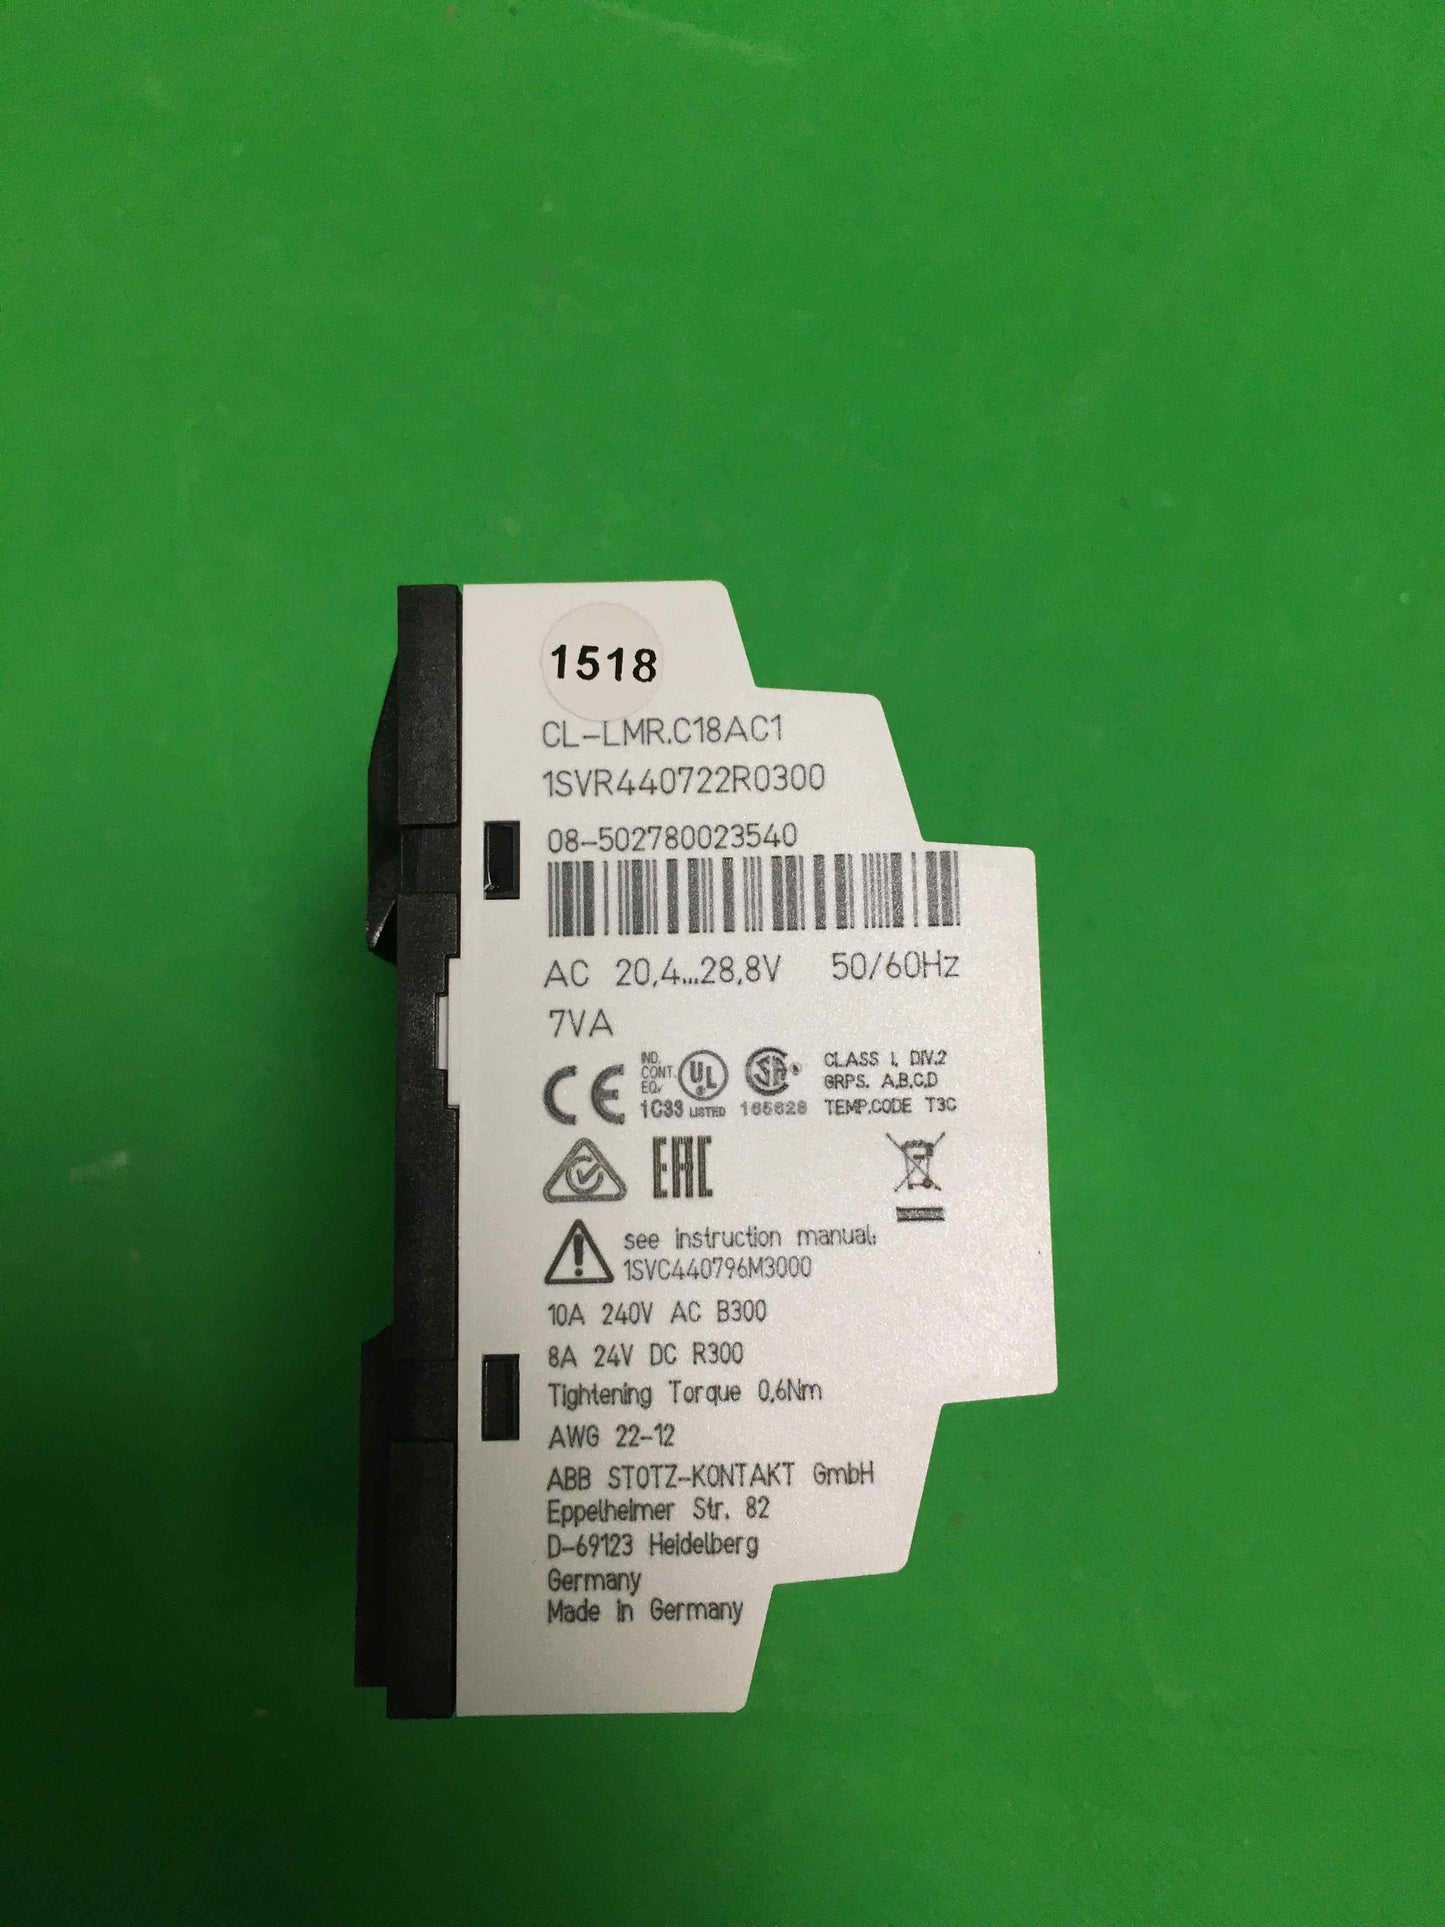 1518
CL-LMR.C18AC1
1SVR440722R0300
08-502780023540
AC 20,4...28,8V 50/60Hz
7VA
CE
IND.
CONT.
EQ.
1C33
UL
LISTED
SA
165628
CLASS I, DIV.2
GRPS. A,B,C,D
TEMP.CODE T3C
EAC
see instruction manual:
1SVC440796M3000
10A 240V AC B300
8A 24V DC R300
Tightening Torque 0,6Nm
AWG 22-12
ABB STOTZ-KONTAKT GmbH
Eppelheimer Str. 82
D-69123 Heidelberg
Germany
Made in Germany